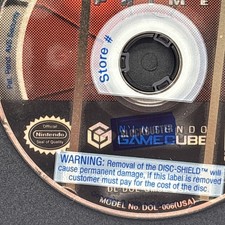 PRIME
Store #
Official
Nintendo
Seal of Quality
NINTENDO
GAMECUBE
WARNING: Removal of the DISC-SHIELD™ will
cause permanent damage, if this label is removed
customer must pay for the cost of the disc.
MODEL NO. DOL-006(USA)